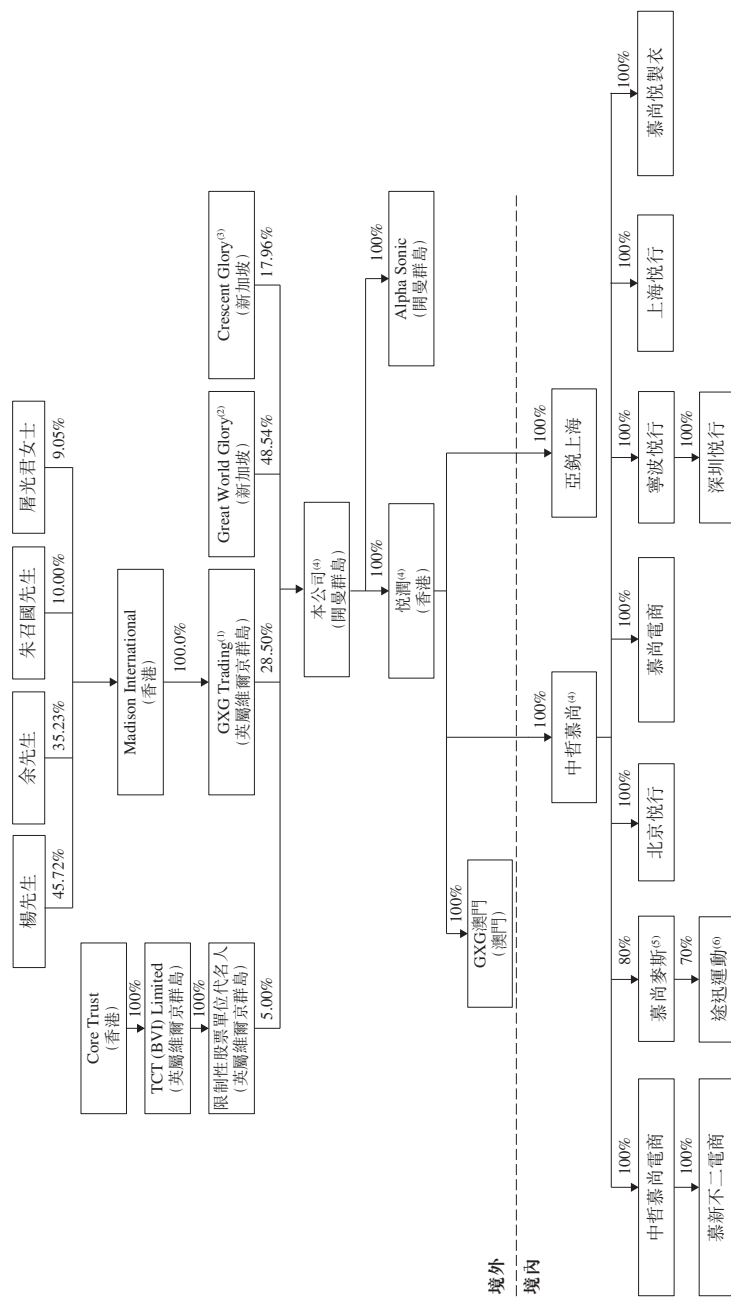 楊先生
余先生
朱召國先生
屠光君女士
45.72%
35.23%
10.00%
9.05%
Core Trust
(香港)
100%
Madison International
(香港)
100.0%
TCT (BVI) Limited
(英屬維爾京群島)
100%
限制性股票單位代名人
(英屬維爾京群島)
GXG Trading(1)
(英屬維爾京群島)
Great World Glory(2)
(新加坡)
Crescent Glory(3)
(新加坡)
5.00%
28.50%
48.54%
17.96%
本公司(4)
(開曼群島)
100%
100%
悦潤(4)
(香港)
Alpha Sonic
(開曼群島)
100%
GXG澳門
(澳門)
境外
境內
100%
100%
中哲慕尚(4)
亞鋭上海
100%
80%
100%
100%
100%
100%
100%
中哲慕尚電商
慕尚麥斯(5)
北京悦行
慕尚電商
寧波悦行
上海悦行
慕尚悦製衣
100%
70%
100%
慕新不二電商
途迅運動(6)
深圳悦行